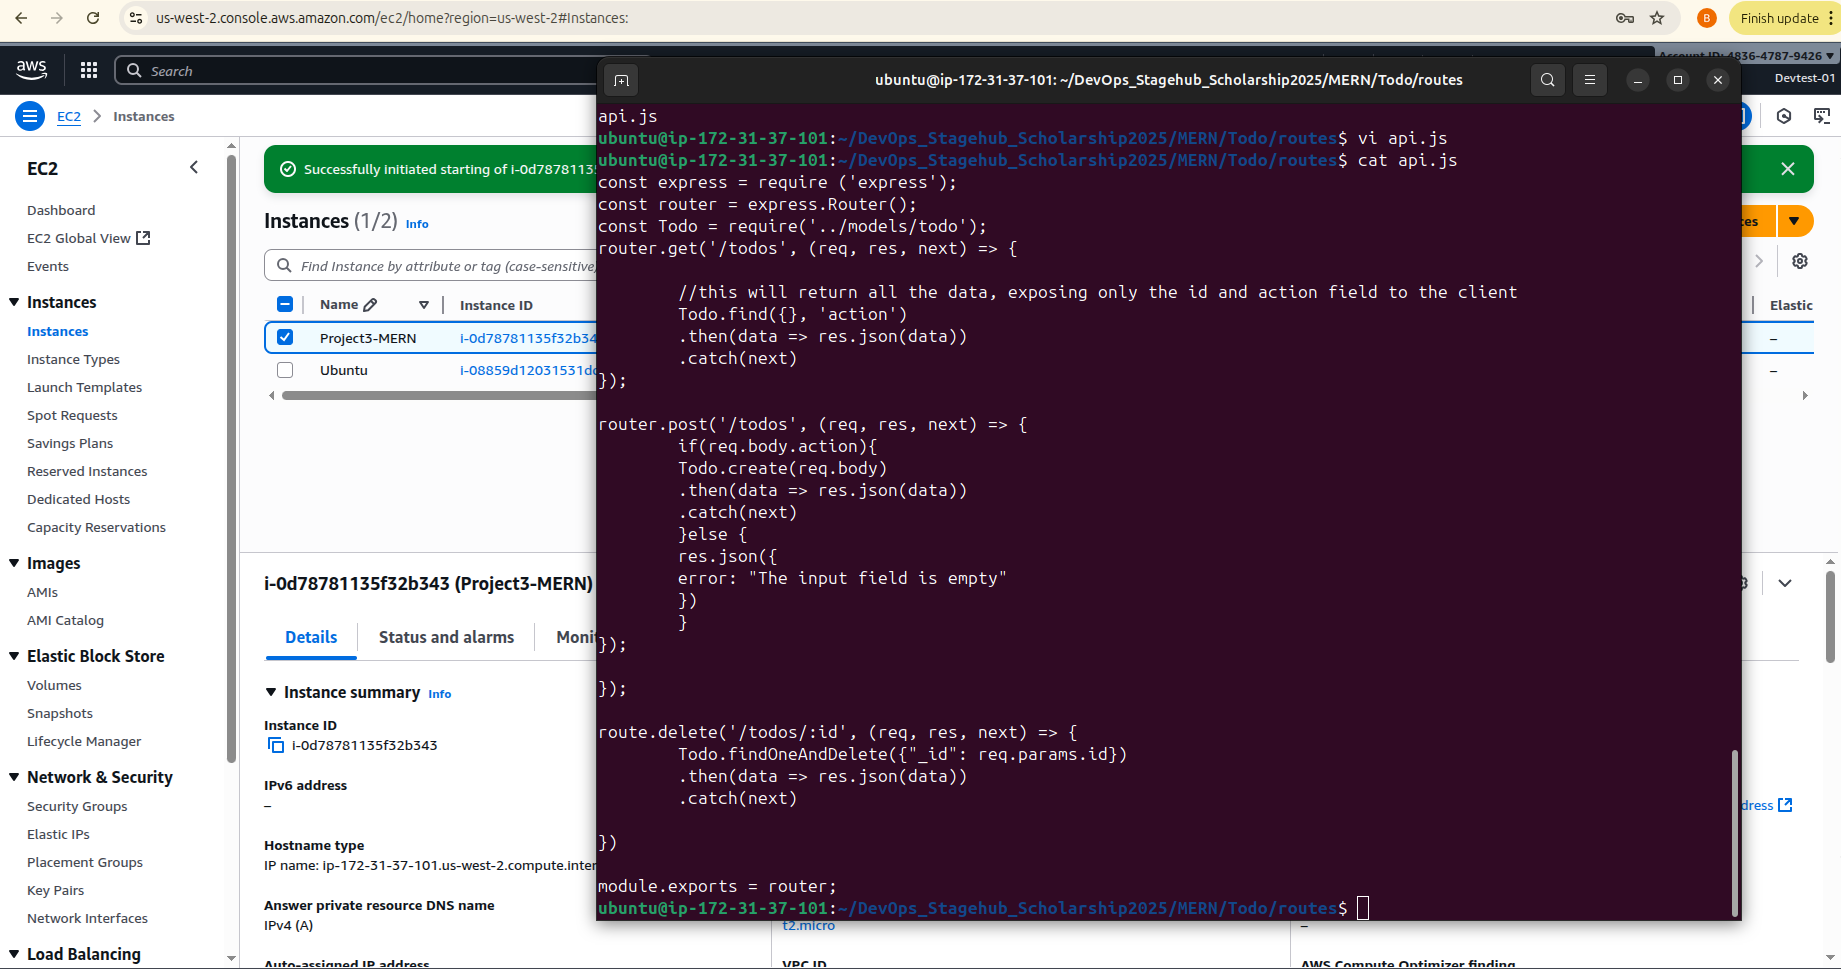 us-west-2.console.aws.amazon.com/ec2/home?region=us-west-2#Instances:
B
Finish update
aws
Search
Account ID: 4836-4787-9426
Devtest-01
EC2
Instances
EC2
Dashboard
EC2 Global View
Events
Instances
Instances
Instance Types
Launch Templates
Spot Requests
Savings Plans
Reserved Instances
Dedicated Hosts
Capacity Reservations
Images
AMIs
AMI Catalog
Elastic Block Store
Volumes
Snapshots
Lifecycle Manager
Network & Security
Security Groups
Elastic IPs
Placement Groups
Key Pairs
Network Interfaces
Load Balancing
Successfully initiated starting of i-0d7878113
Instances (1/2) Info
Find Instance by attribute or tag (case-sensitive)
Name
Instance ID
Elastic
Project3-MERN
i-0d78781135f32b34
–
Ubuntu
i-08859d12031531d
–
i-0d78781135f32b343 (Project3-MERN)
Details
Status and alarms
Moni
Instance summary Info
Instance ID
i-0d78781135f32b343
IPv6 address
–
dress
Hostname type
IP name: ip-172-31-37-101.us-west-2.compute.inter
Answer private resource DNS name
IPv4 (A)
t2.micro
–
Auto-assigned IP address
VPC ID
AWS Compute Optimizer finding
ubuntu@ip-172-31-37-101: ~/DevOps_Stagehub_Scholarship2025/MERN/Todo/routes
api.js
ubuntu@ip-172-31-37-101:~/DevOps_Stagehub_Scholarship2025/MERN/Todo/routes$ vi api.js
ubuntu@ip-172-31-37-101:~/DevOps_Stagehub_Scholarship2025/MERN/Todo/routes$ cat api.js
const express = require ('express');
const router = express.Router();
const Todo = require('../models/todo');
router.get('/todos', (req, res, next) => {
//this will return all the data, exposing only the id and action field to the client
Todo.find({}, 'action')
.then(data => res.json(data))
.catch(next)
});
router.post('/todos', (req, res, next) => {
if(req.body.action){
Todo.create(req.body)
.then(data => res.json(data))
.catch(next)
}else {
res.json({
error: "The input field is empty"
})
}
});
});
route.delete('/todos/:id', (req, res, next) => {
Todo.findOneAndDelete({"_id": req.params.id})
.then(data => res.json(data))
.catch(next)
})
module.exports = router;
ubuntu@ip-172-31-37-101:~/DevOps_Stagehub_Scholarship2025/MERN/Todo/routes$